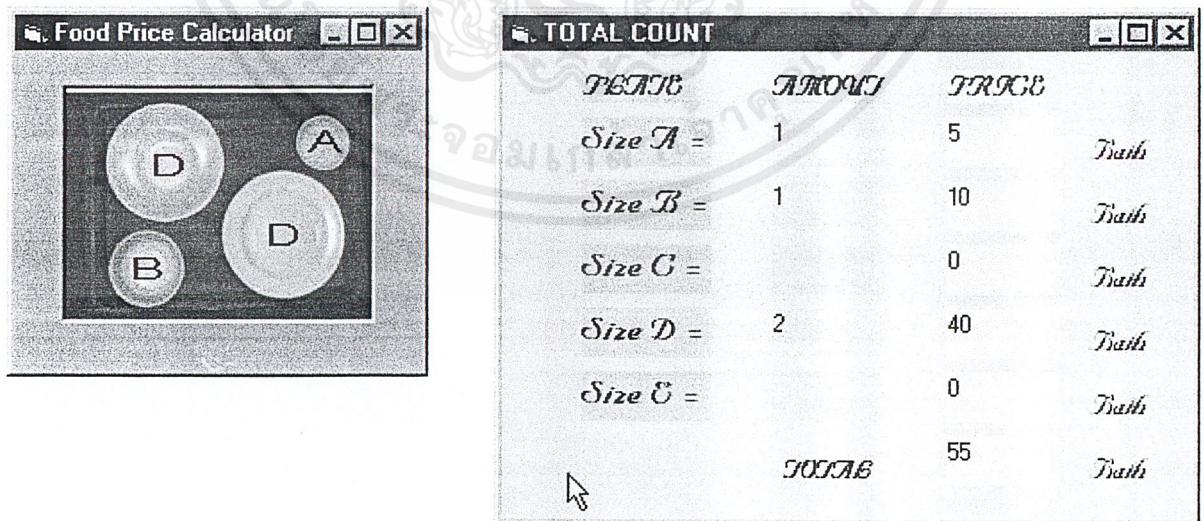 Food Price Calculator
D
A
D
B
TOTAL COUNT
PLATE AMOUT PRICE
Size A = 1 5 Bath
Size B = 1 10 Bath
Size C = 0 Bath
Size D = 2 40 Bath
Size E = 0 Bath
TOTAL 55 Bath